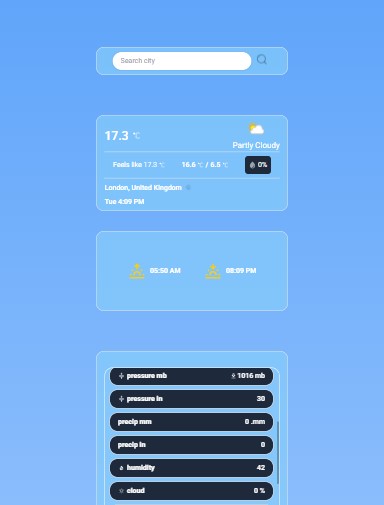 Search city
17.3 °C
Partly Cloudy
Feels like 17.3 °C 16.6 °C / 6.5 °C 0%
London, United Kingdom
Tue 4:09 PM
05:50 AM 08:09 PM
pressure mb 1016 mb
pressure in 30
precip mm 0 .mm
precip in 0
humidity 42
cloud 0 %